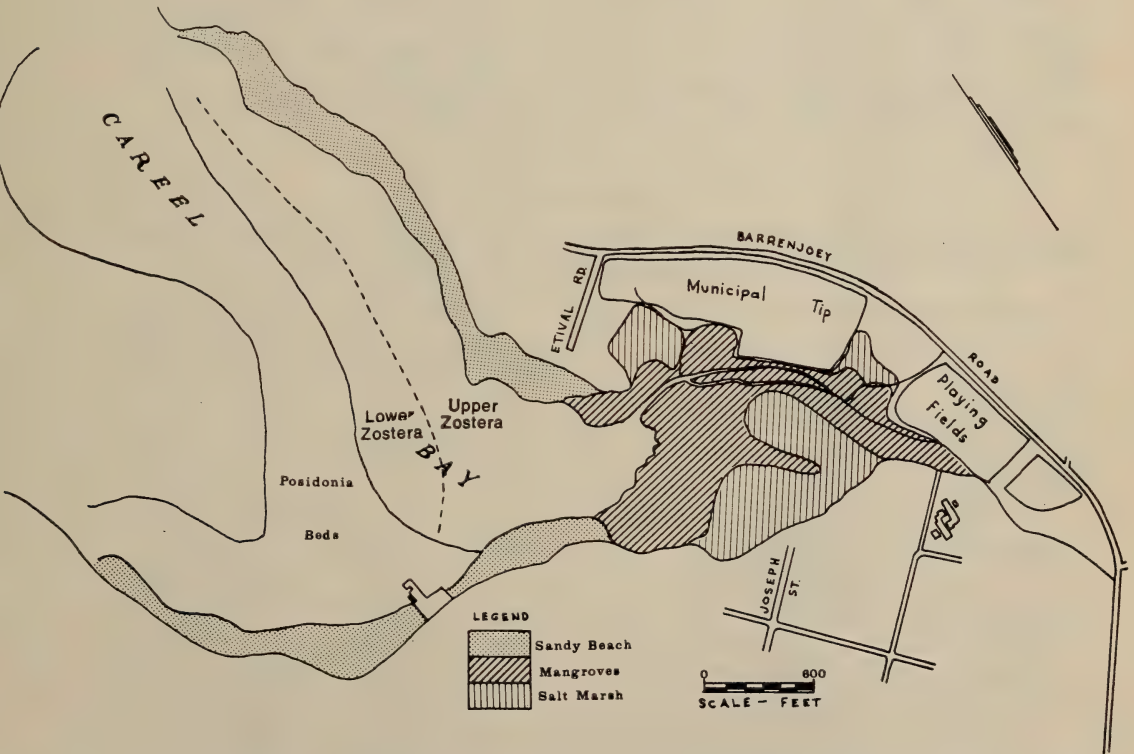 CAREEL
BAY
BARRENJOEY
ROAD
ETIVAL RD.
Municipal Tip
Playing
Fields
Lower
Zostera
Upper
Zostera
Posidonia
Beds
JOSEPH
ST.
LEGEND
Sandy Beach
Mangroves
Salt Marsh
0 600
SCALE - FEET